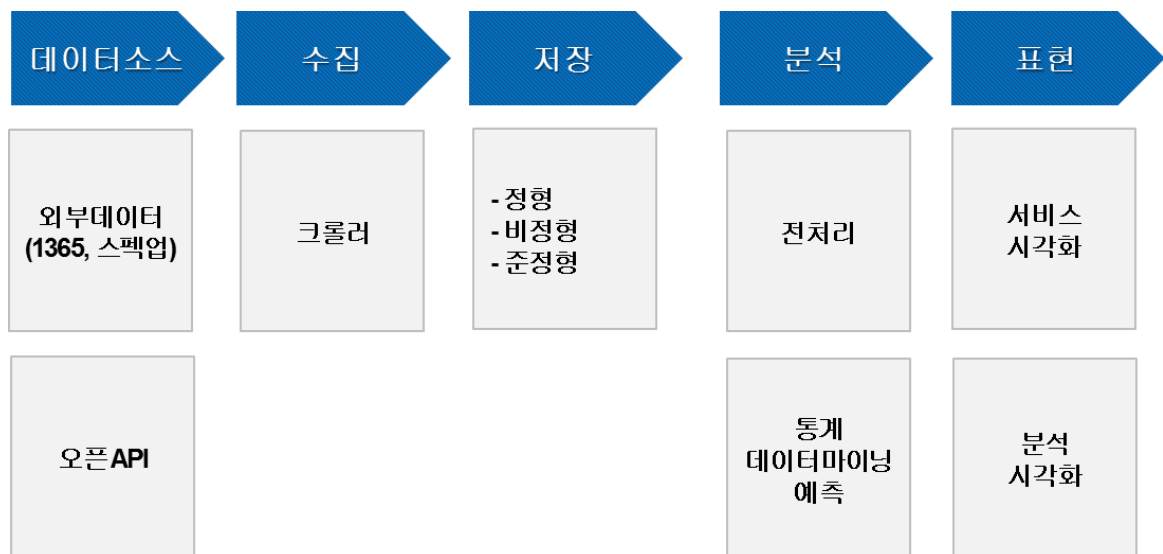 데이터소스
수집
저장
분석
표현
외부데이터
(1365, 스펙업)
크롤러
- 정형
- 비정형
- 준정형
전처리
서비스
시각화
오픈API
통계
데이터마이닝
예측
분석
시각화